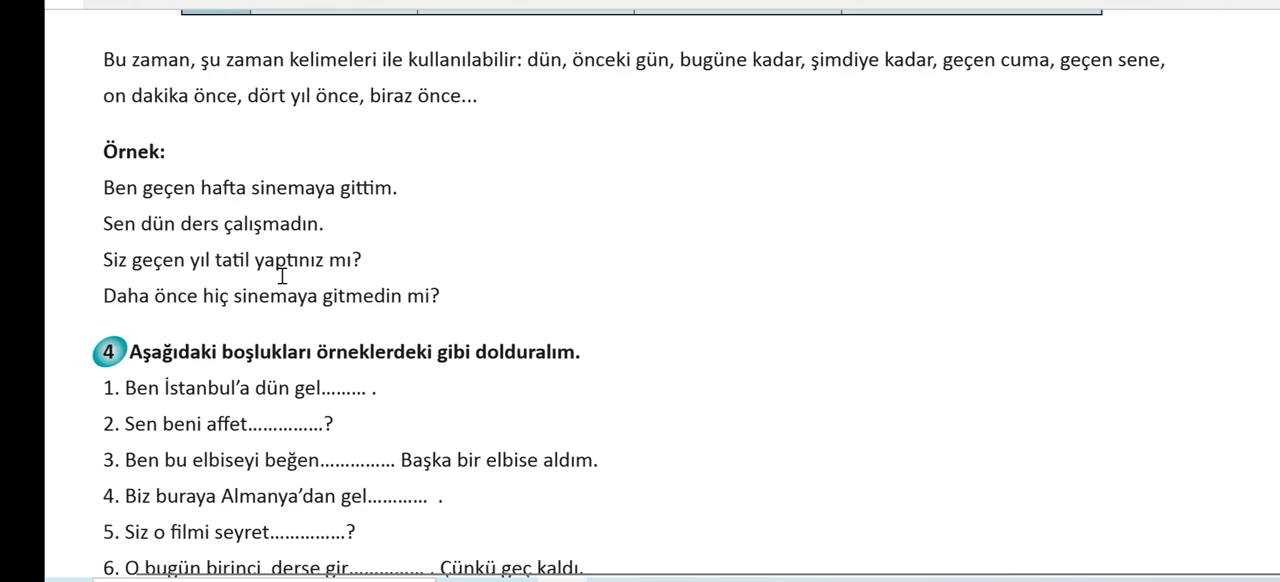 Bu zaman, şu zaman kelimeleri ile kullanılabilir: dün, önceki gün, bugüne kadar, şimdiye kadar, geçen cuma, geçen sene,
on dakika önce, dört yıl önce, biraz önce...
Örnek:
Ben geçen hafta sinemaya gittim.
Sen dün ders çalışmadın.
Siz geçen yıl tatil yaptınız mı?
Daha önce hiç sinemaya gitmedin mi?
4 Aşağıdaki boşlukları örneklerdeki gibi dolduralım.
1. Ben İstanbul’a dün gel......... .
2. Sen beni affet...............?
3. Ben bu elbiseyi beğen............... Başka bir elbise aldım.
4. Biz buraya Almanya’dan gel............ .
5. Siz o filmi seyret...............?
6. O bugün birinci derse gir............... . Çünkü geç kaldı.